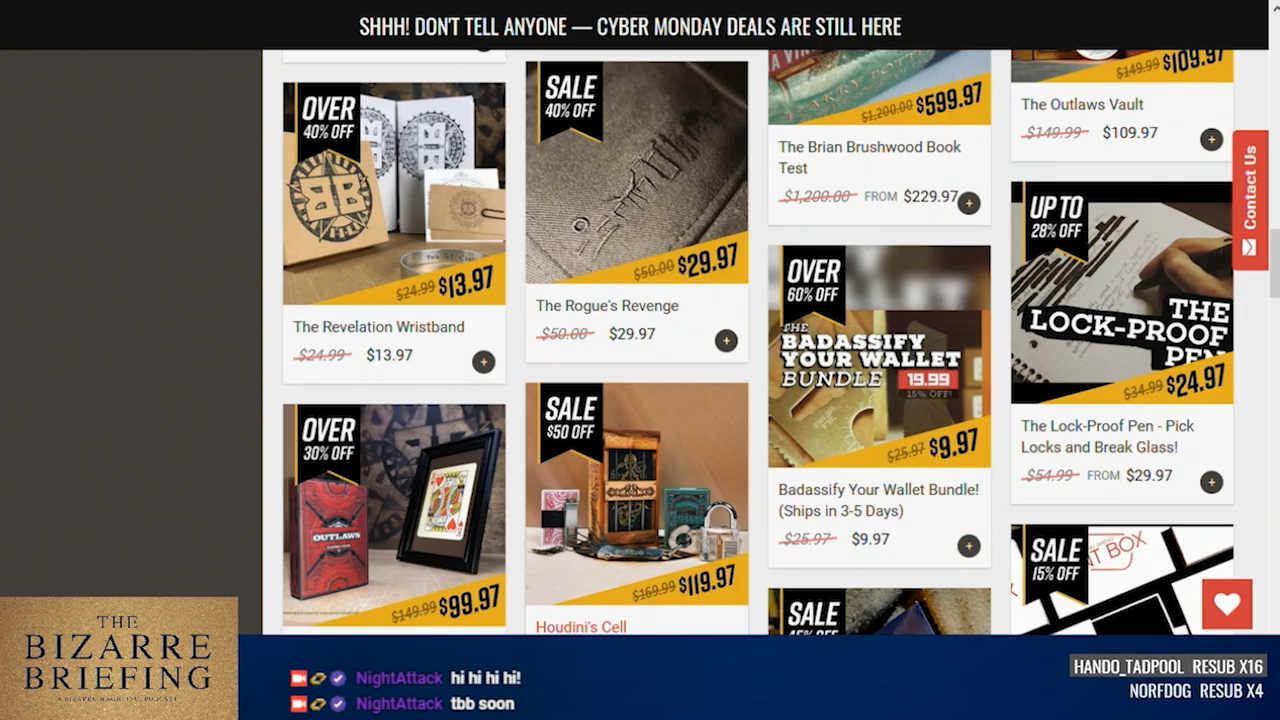 SHHH! DON'T TELL ANYONE — CYBER MONDAY DEALS ARE STILL HERE
OVER
40% OFF
BB
$24.99 $13.97
The Revelation Wristband
$24.99 $13.97
+
OVER
30% OFF
OUTLAWS
$149.99 $99.97
SALE
40% OFF
$50.00 $29.97
The Rogue's Revenge
$50.00 $29.97
+
SALE
$50 OFF
$169.99 $119.97
Houdini's Cell
$1,200.00 $599.97
The Brian Brushwood Book
Test
$1,200.00 FROM $229.97
+
OVER
60% OFF
THE
BADASSIFY
YOUR WALLET
BUNDLE 19.99
15% OFF!
$25.97 $9.97
Badassify Your Wallet Bundle!
(Ships in 3-5 Days)
$25.97 $9.97
+
SALE
$149.99 $109.97
The Outlaws Vault
$149.99 $109.97
+
UP TO
28% OFF
THE
LOCK-PROOF
PEN
$34.99 $24.97
The Lock-Proof Pen - Pick
Locks and Break Glass!
$54.99 FROM $29.97
+
SALE
15% OFF
BOX
Contact Us
THE
BIZARRE
BRIEFING
NightAttack hi hi hi hi!
NightAttack tbb soon
HANDO_TADPOOL RESUB X16
NORFDOG RESUB X4